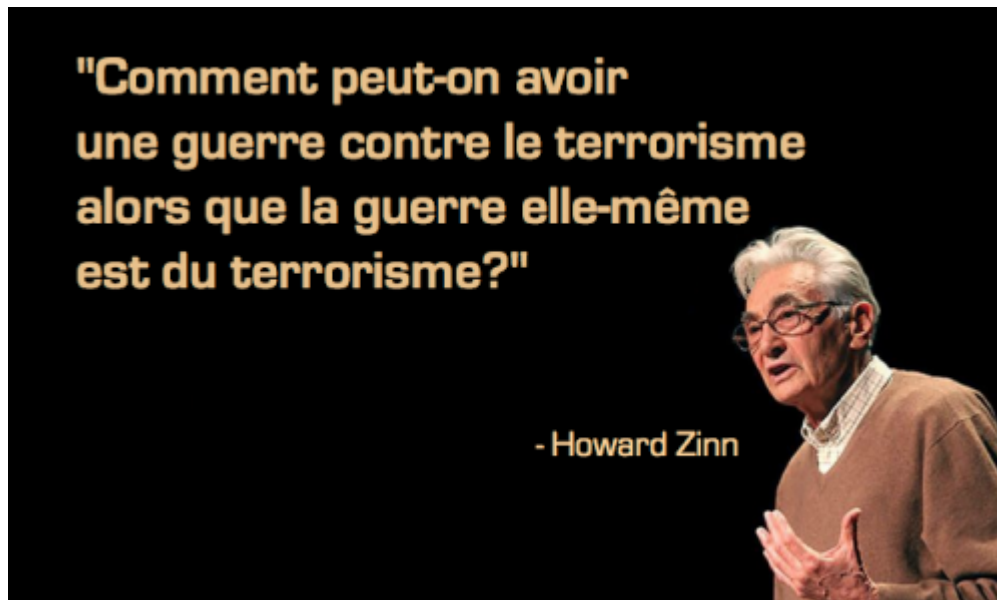 "Comment peut-on avoir
une guerre contre le terrorisme
alors que la guerre elle-même
est du terrorisme?"
- Howard Zinn